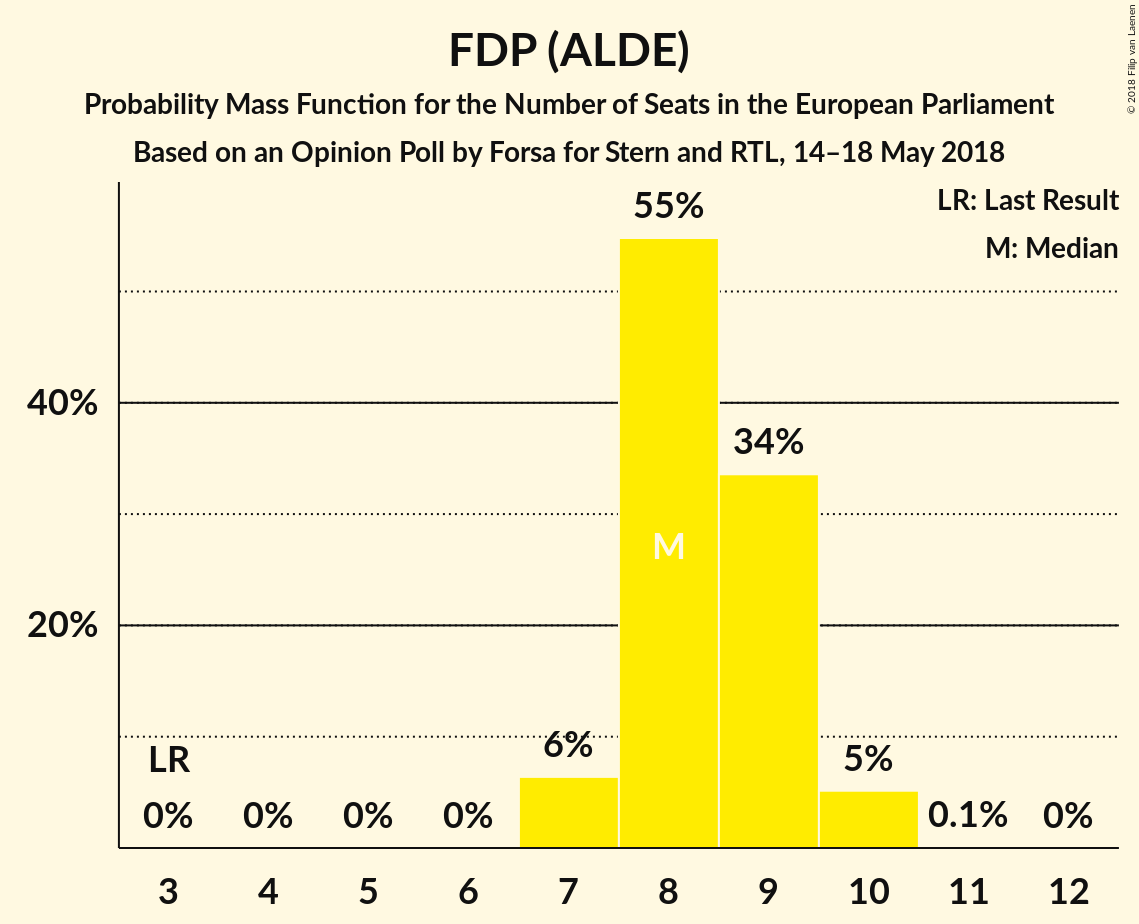 FDP (ALDE)
Probability Mass Function for the Number of Seats in the European Parliament
Based on an Opinion Poll by Forsa for Stern and RTL, 14–18 May 2018
© 2018 Filip van Laenen
LR: Last Result
M: Median
55%
40%
34%
M
20%
6%
LR
5%
0% 0% 0% 0% 0.1% 0%
3 4 5 6 7 8 9 10 11 12